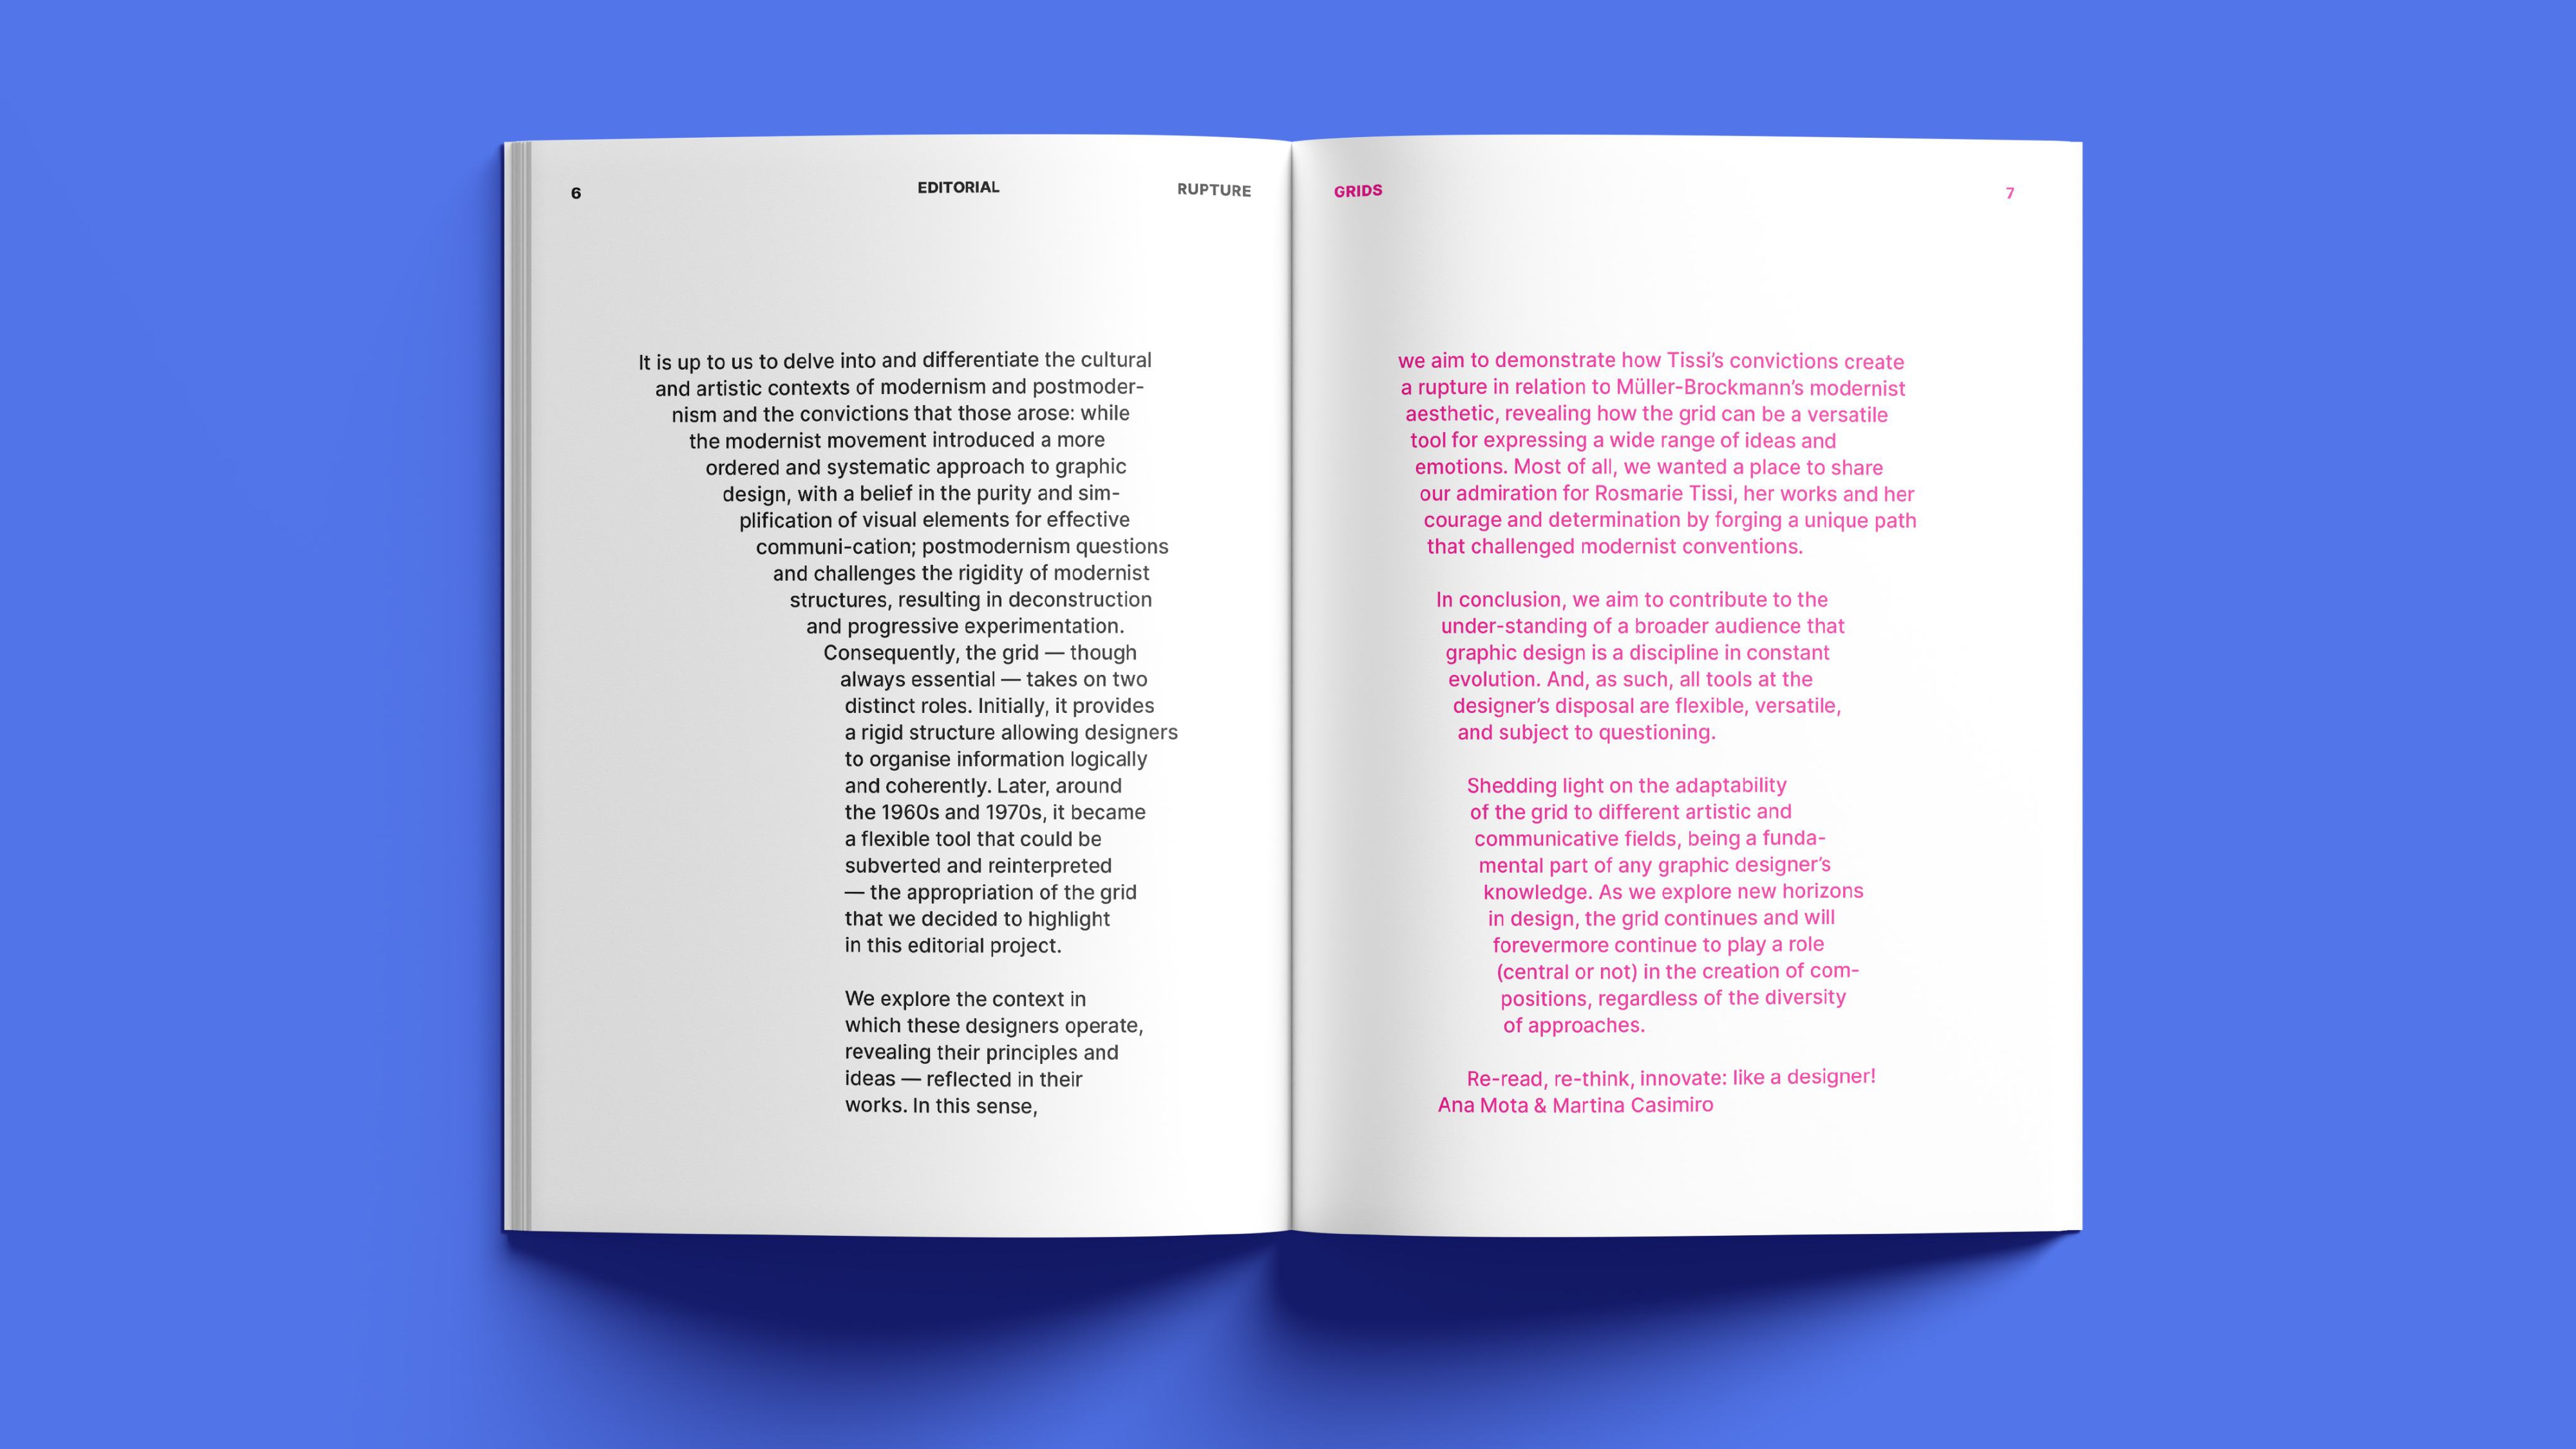 6
EDITORIAL
RUPTURE
It is up to us to delve into and differentiate the cultural
and artistic contexts of modernism and postmoder-
nism and the convictions that those arose: while
the modernist movement introduced a more
ordered and systematic approach to graphic
design, with a belief in the purity and sim-
plification of visual elements for effective
communi-cation; postmodernism questions
and challenges the rigidity of modernist
structures, resulting in deconstruction
and progressive experimentation.
Consequently, the grid — though
always essential — takes on two
distinct roles. Initially, it provides
a rigid structure allowing designers
to organise information logically
and coherently. Later, around
the 1960s and 1970s, it became
a flexible tool that could be
subverted and reinterpreted
— the appropriation of the grid
that we decided to highlight
in this editorial project.
We explore the context in
which these designers operate,
revealing their principles and
ideas — reflected in their
works. In this sense,
GRIDS
7
we aim to demonstrate how Tissi’s convictions create
a rupture in relation to Müller-Brockmann’s modernist
aesthetic, revealing how the grid can be a versatile
tool for expressing a wide range of ideas and
emotions. Most of all, we wanted a place to share
our admiration for Rosmarie Tissi, her works and her
courage and determination by forging a unique path
that challenged modernist conventions.
In conclusion, we aim to contribute to the
under-standing of a broader audience that
graphic design is a discipline in constant
evolution. And, as such, all tools at the
designer’s disposal are flexible, versatile,
and subject to questioning.
Shedding light on the adaptability
of the grid to different artistic and
communicative fields, being a funda-
mental part of any graphic designer’s
knowledge. As we explore new horizons
in design, the grid continues and will
forevermore continue to play a role
(central or not) in the creation of com-
positions, regardless of the diversity
of approaches.
Re-read, re-think, innovate: like a designer!
Ana Mota & Martina Casimiro